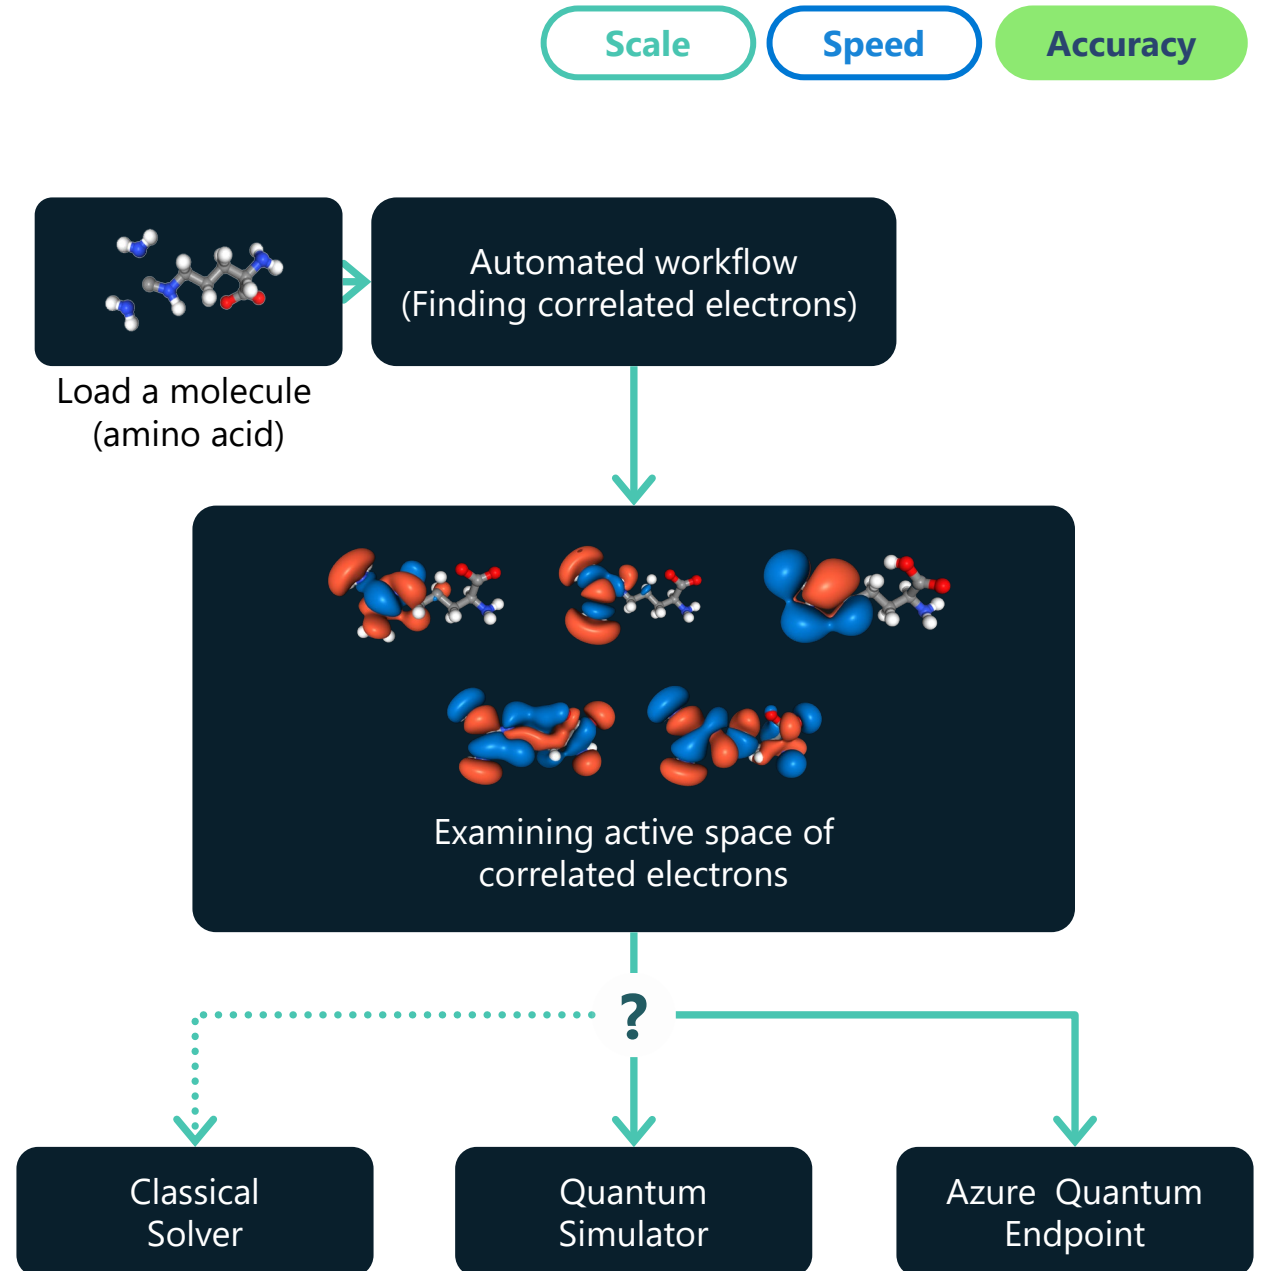 Scale
Speed
Accuracy
Automated workflow
(Finding correlated electrons)
Load a molecule
(amino acid)
Examining active space of
correlated electrons
?
Classical
Solver
Quantum
Simulator
Azure Quantum
Endpoint